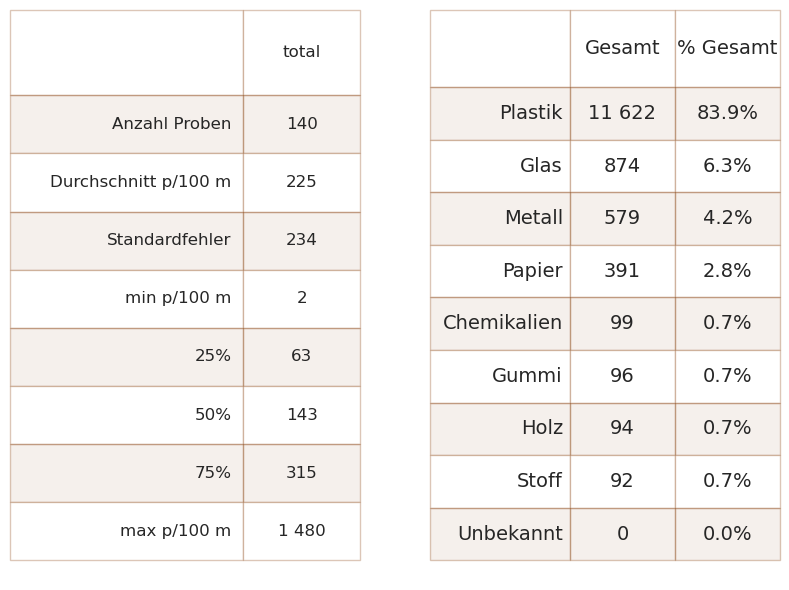 total
Anzahl Proben 140
Durchschnitt p/100 m 225
Standardfehler 234
min p/100 m 2
25% 63
50% 143
75% 315
max p/100 m 1 480
Gesamt % Gesamt
Plastik 11 622 83.9%
Glas 874 6.3%
Metall 579 4.2%
Papier 391 2.8%
Chemikalien 99 0.7%
Gummi 96 0.7%
Holz 94 0.7%
Stoff 92 0.7%
Unbekannt 0 0.0%